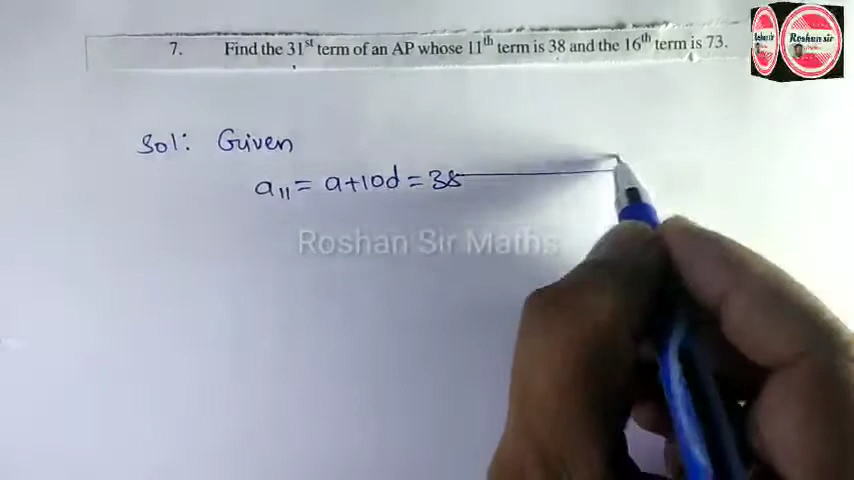 7. Find the 31st term of an AP whose 11th term is 38 and the 16th term is 73.
Roshan sir
Sol: Given
a11 = a+10d = 38
Roshan Sir Maths